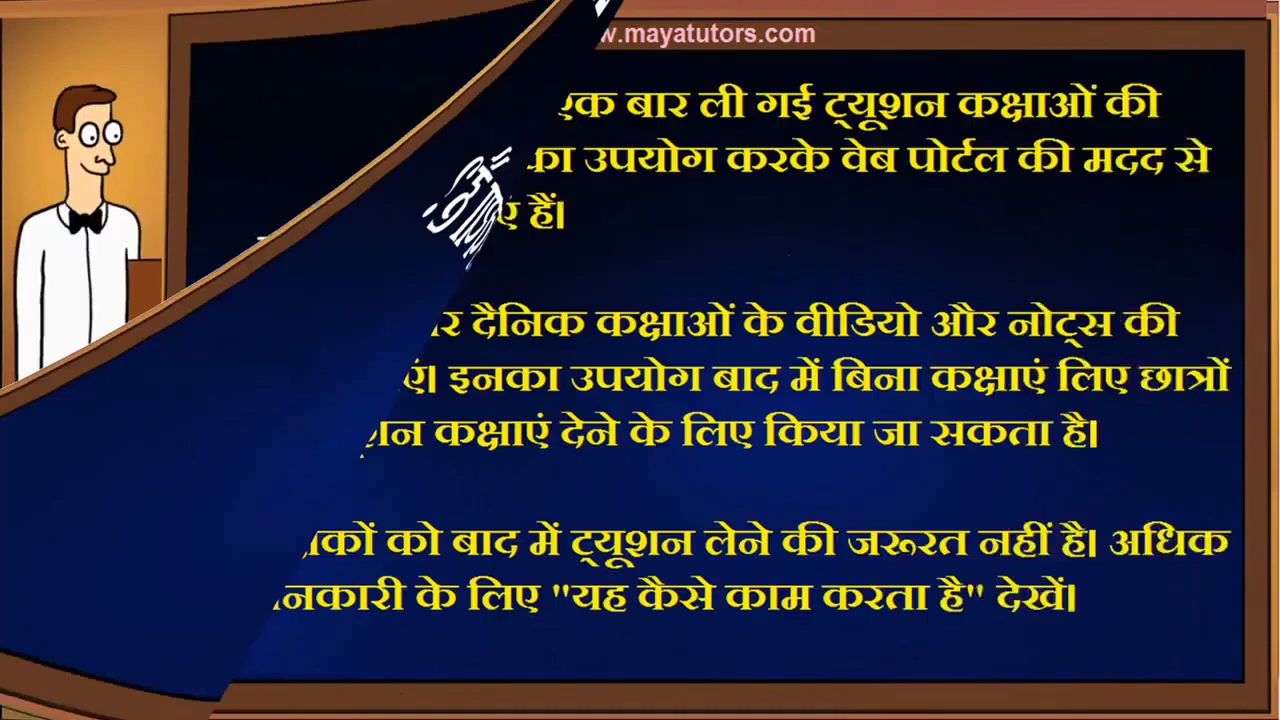 .mayatutors.com
बार ली गई ट्यूशन कक्षाओं की
उपयोग करके वेब पोर्टल की मदद से
हैं।
दैनिक कक्षाओं के वीडियो और नोट्स की
इनका उपयोग बाद में बिना कक्षाएं लिए छात्रों
कक्षाएं देने के लिए किया जा सकता है।
को बाद में ट्यूशन लेने की जरूरत नहीं है। अधिक
के लिए "यह कैसे काम करता है" देखें।